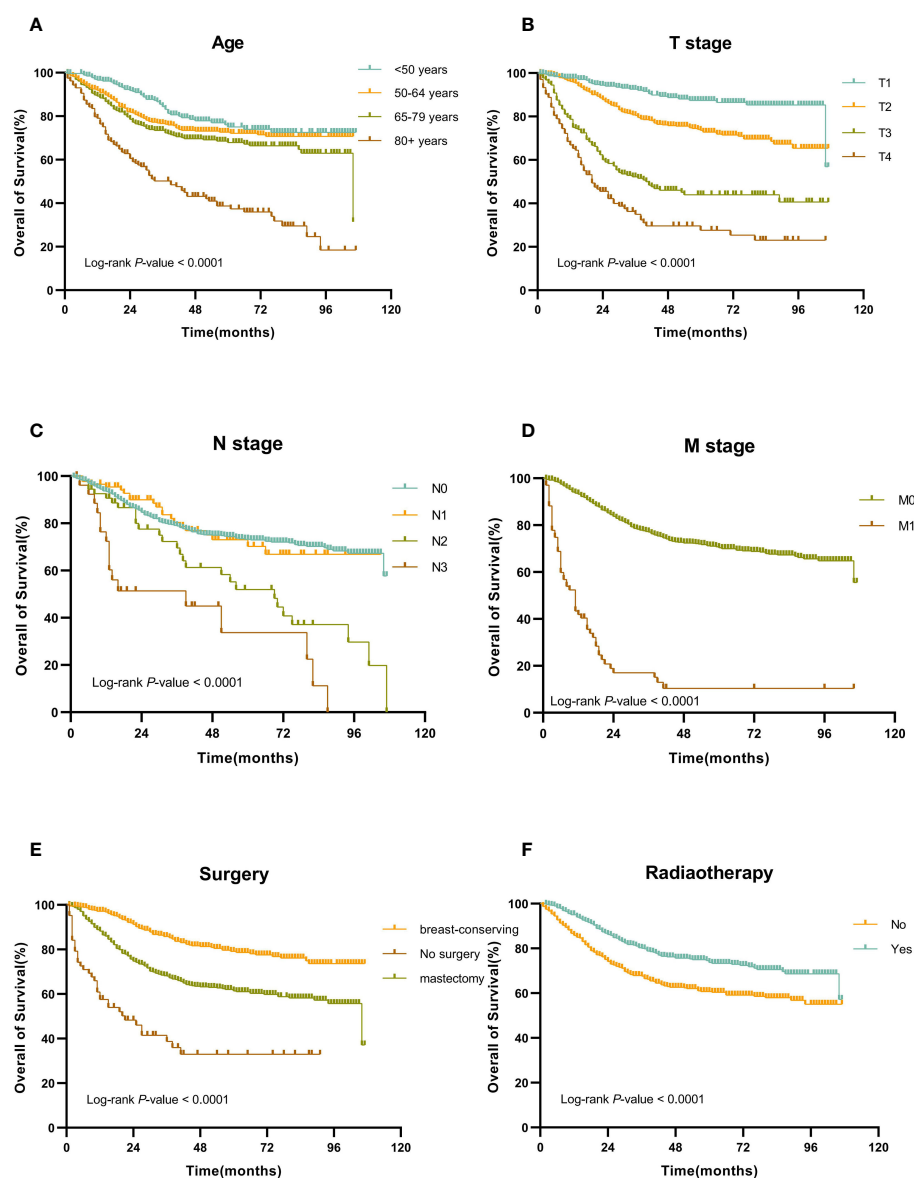 A
Age
Overall of Survival(%)
100
80
60
40
20
0
<50 years
50-64 years
65-79 years
80+ years
Log-rank P-value < 0.0001
0 24 48 72 96 120
Time(months)
B
T stage
Overall of Survival(%)
100
80
60
40
20
0
T1
T2
T3
T4
Log-rank P-value < 0.0001
0 24 48 72 96 120
Time(months)
C
N stage
Overall of Survival(%)
100
80
60
40
20
0
N0
N1
N2
N3
Log-rank P-value < 0.0001
0 24 48 72 96 120
Time(months)
D
M stage
Overall of Survival(%)
100
80
60
40
20
0
M0
M1
Log-rank P-value < 0.0001
0 24 48 72 96 120
Time(months)
E
Surgery
Overall of Survival(%)
100
80
60
40
20
0
breast-conserving
No surgery
mastectomy
Log-rank P-value < 0.0001
0 24 48 72 96 120
Time(months)
F
Radiaotherapy
Overall of Survival(%)
100
80
60
40
20
0
No
Yes
Log-rank P-value < 0.0001
0 24 48 72 96 120
Time(months)